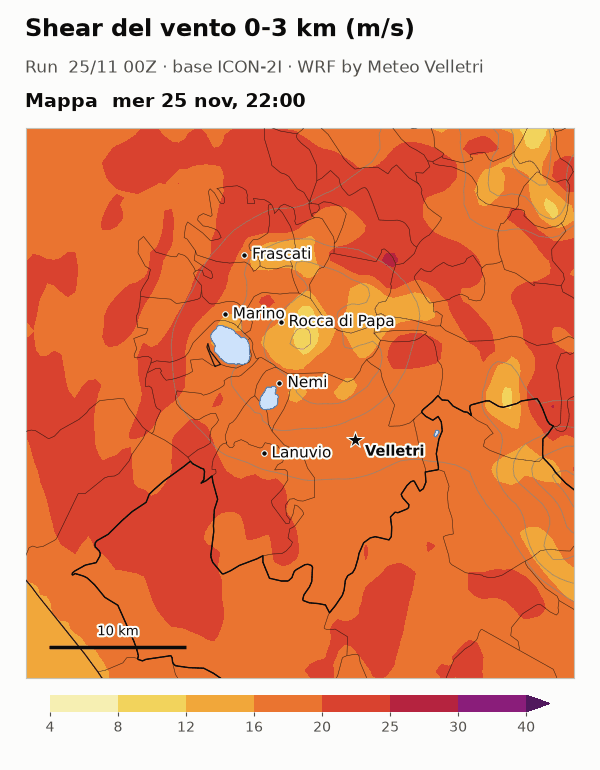 Shear del vento 0-3 km (m/s)
Run  25/11 00Z · base ICON-2I · WRF by Meteo Velletri
Mappa  mer 25 nov, 22:00
Frascati
Marino
Rocca di Papa
Nemi
Velletri
Lanuvio
10 km
4 8 12 16 20 25 30 40